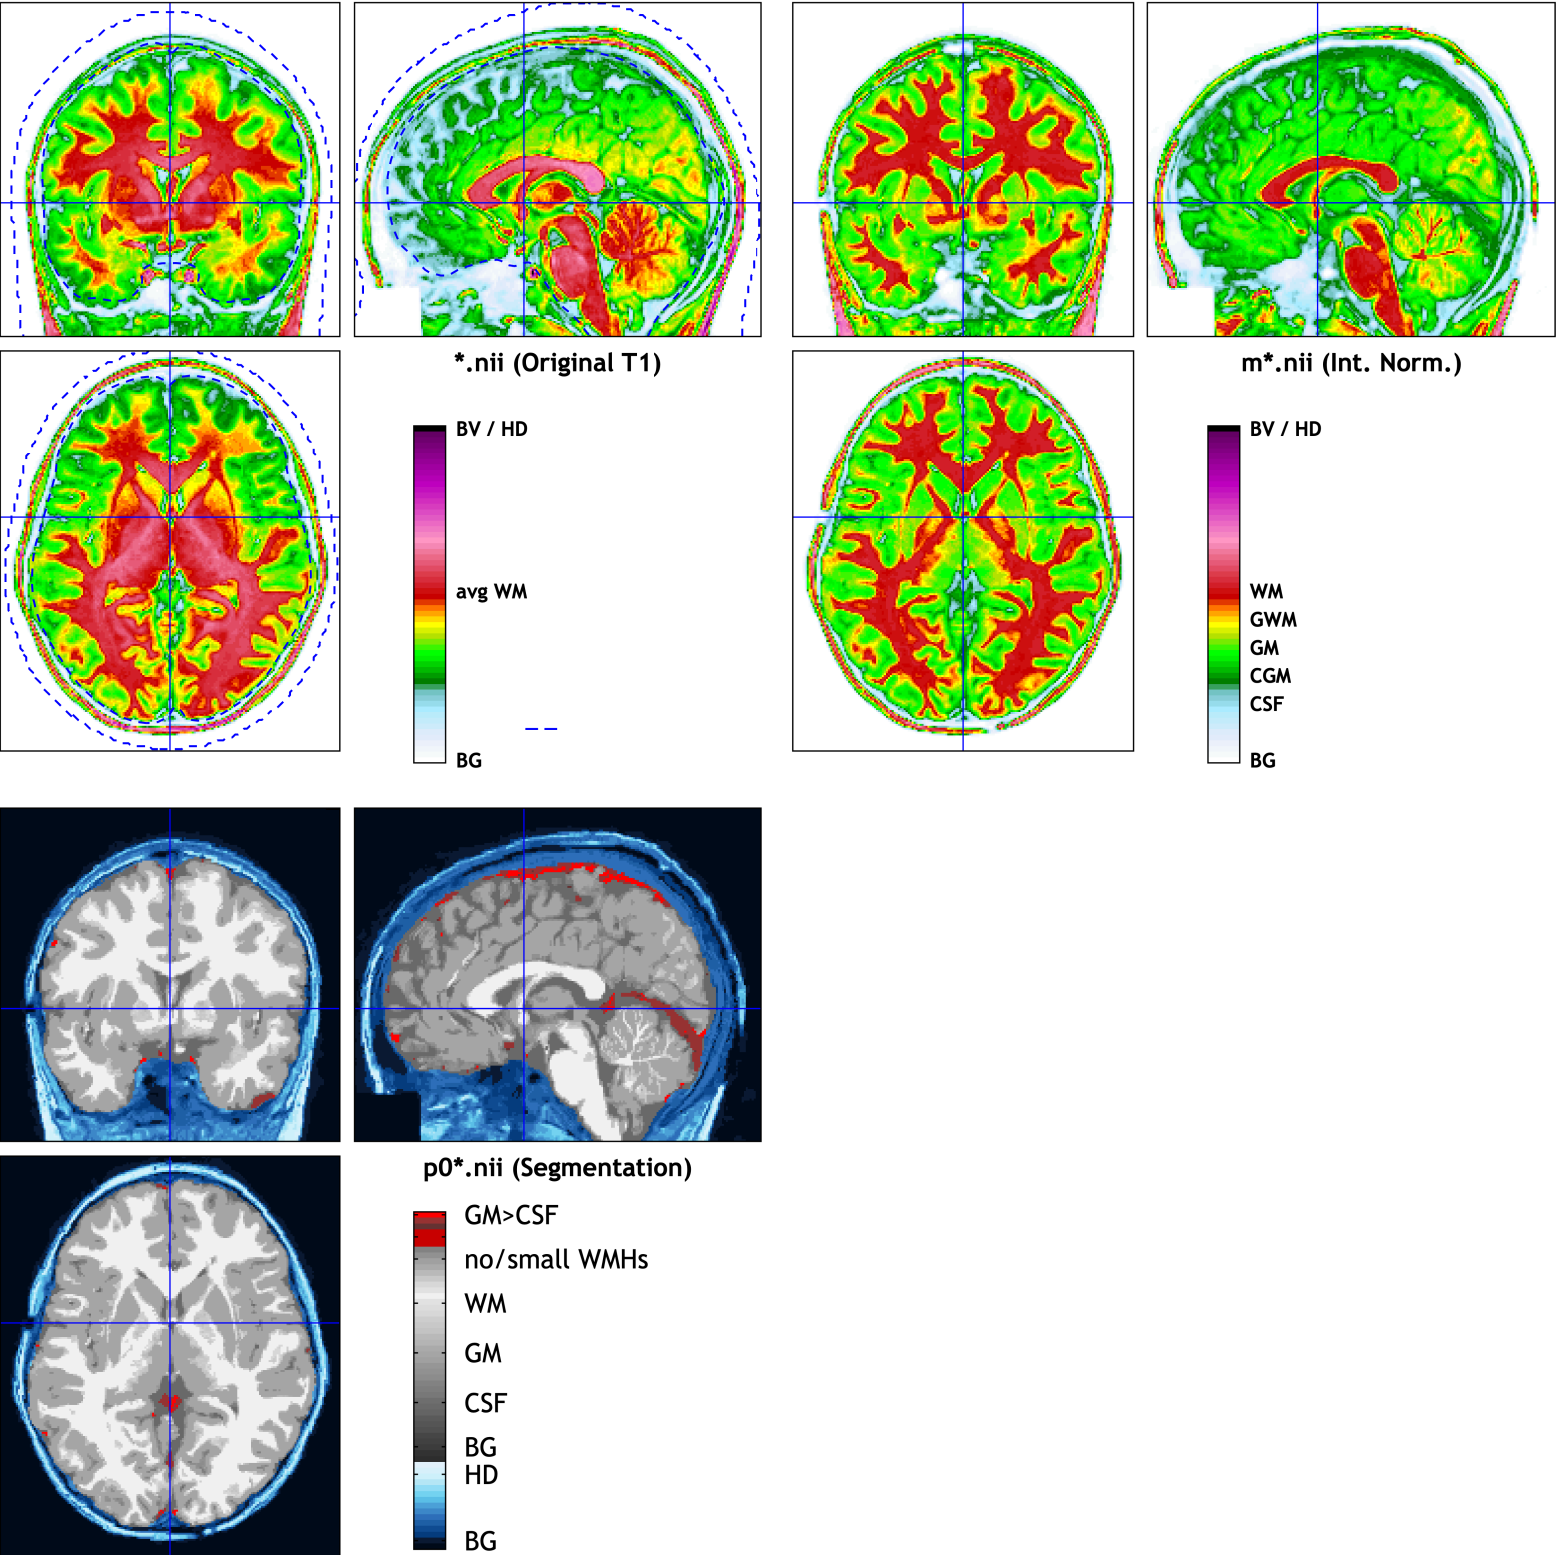 *.nii (Original T1)
BV / HD
avg WM
BG
m*.nii (Int. Norm.)
BV / HD
WM
GWM
GM
CGM
CSF
BG
p0*.nii (Segmentation)
GM>CSF
no/small WMHs
WM
GM
CSF
BG
HD
BG